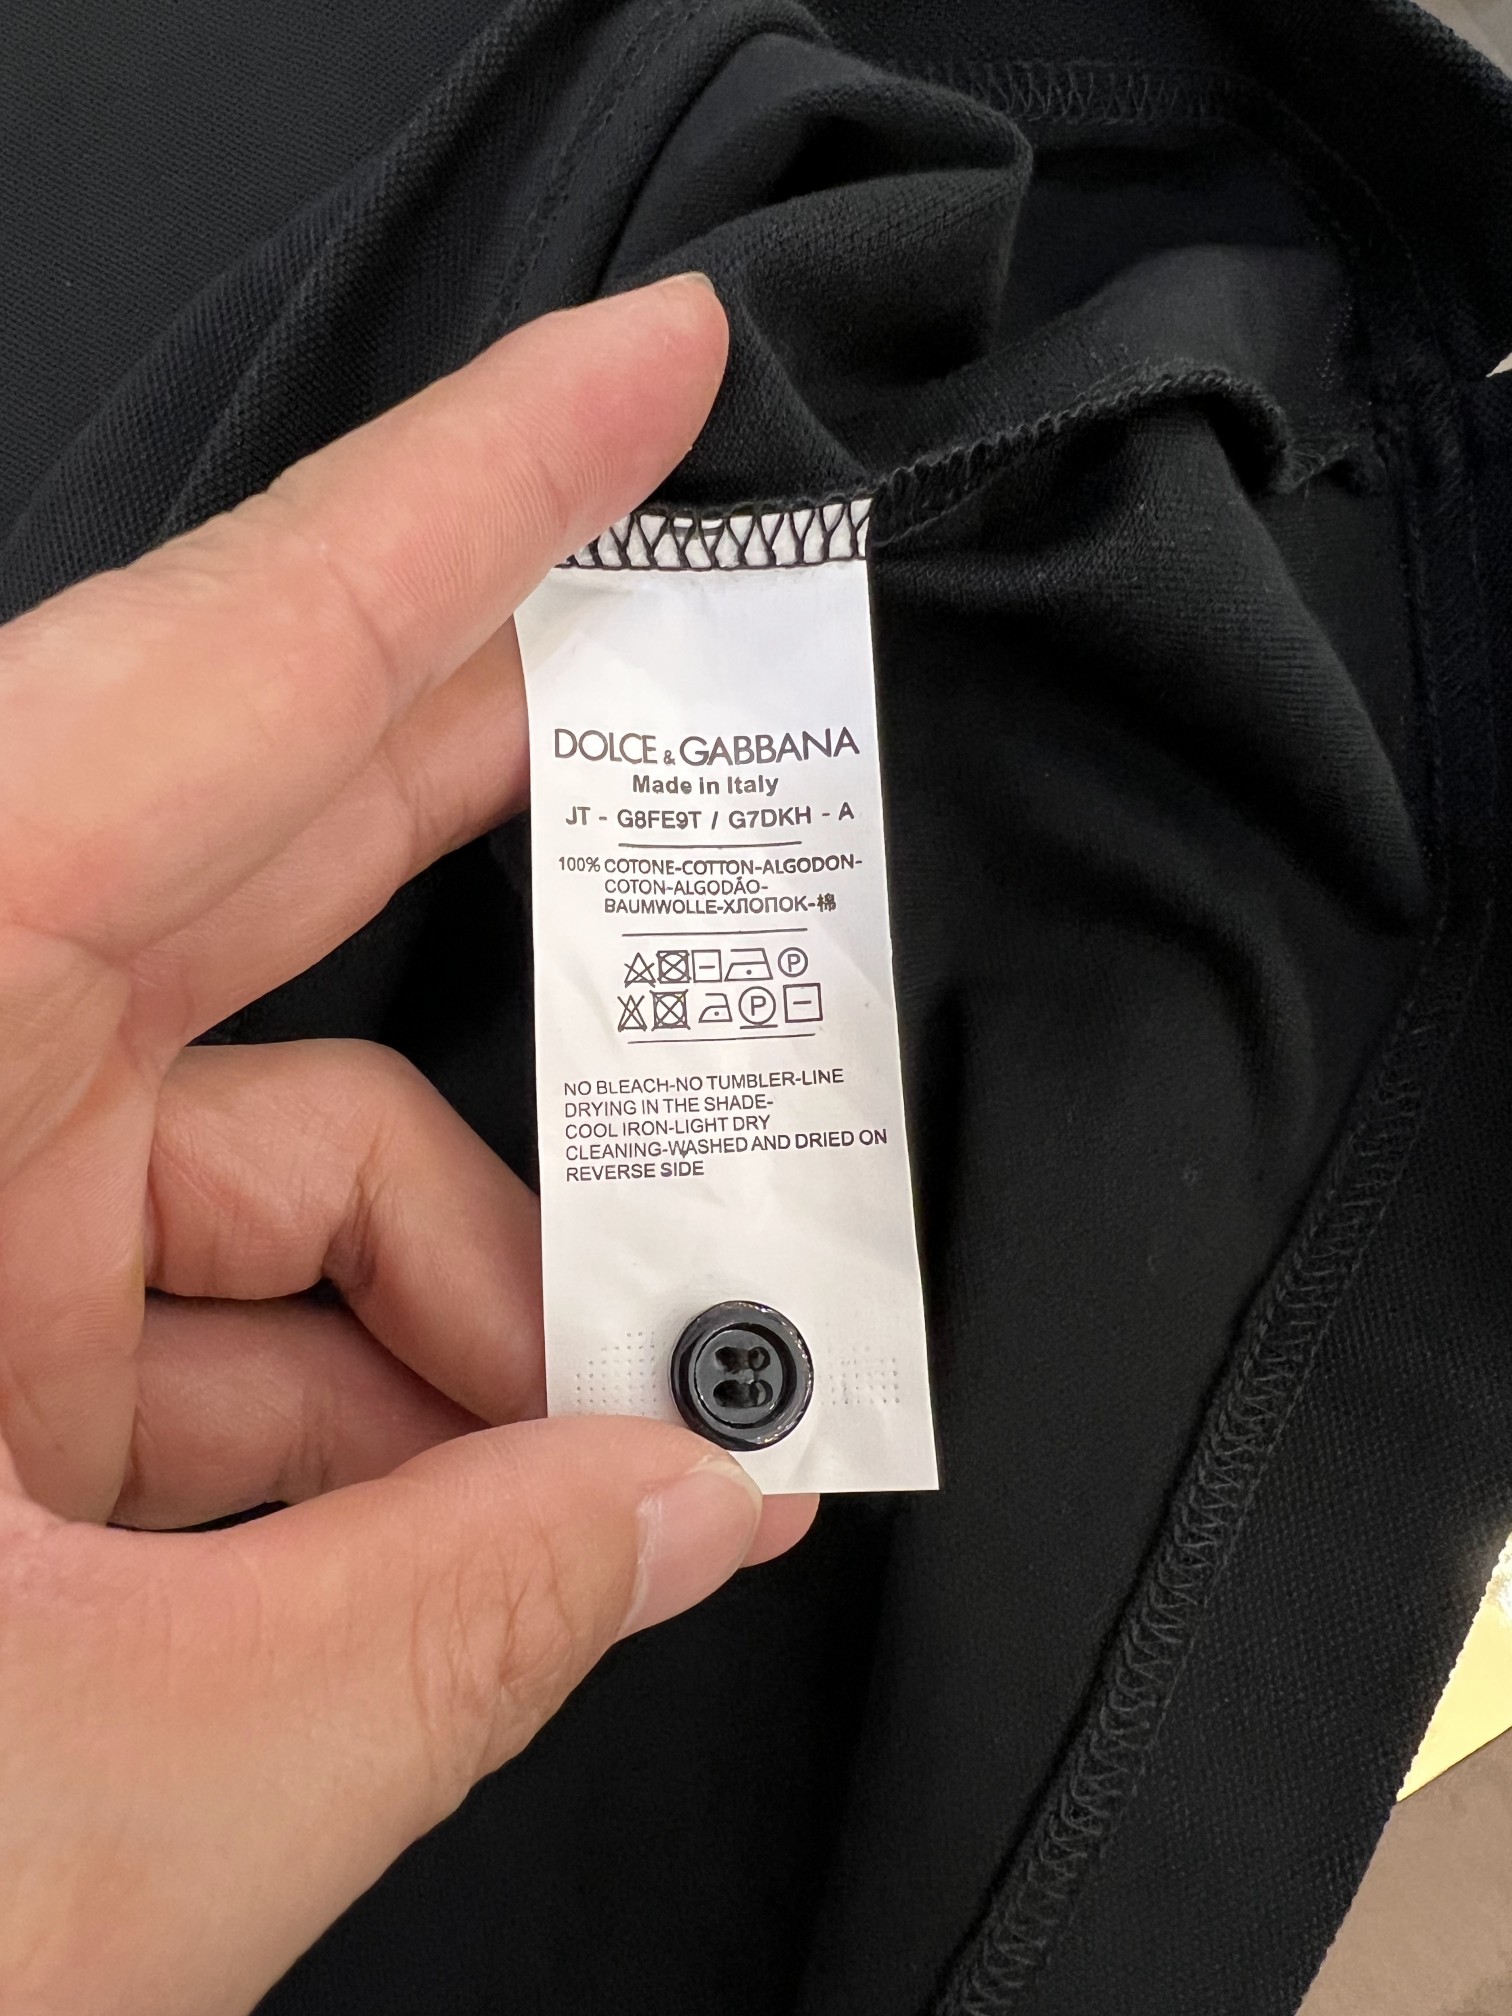 DOLCE & GABBANA
Made in Italy
JT - G8FE9T / G7DKH - A
100% COTONE-COTTON-ALGODON-
COTON-ALGODÃO-
BAUMWOLLE-ХЛОПОК-棉
P
P
NO BLEACH-NO TUMBLER-LINE
DRYING IN THE SHADE-
COOL IRON-LIGHT DRY
CLEANING-WASHED AND DRIED ON
REVERSE SIDE